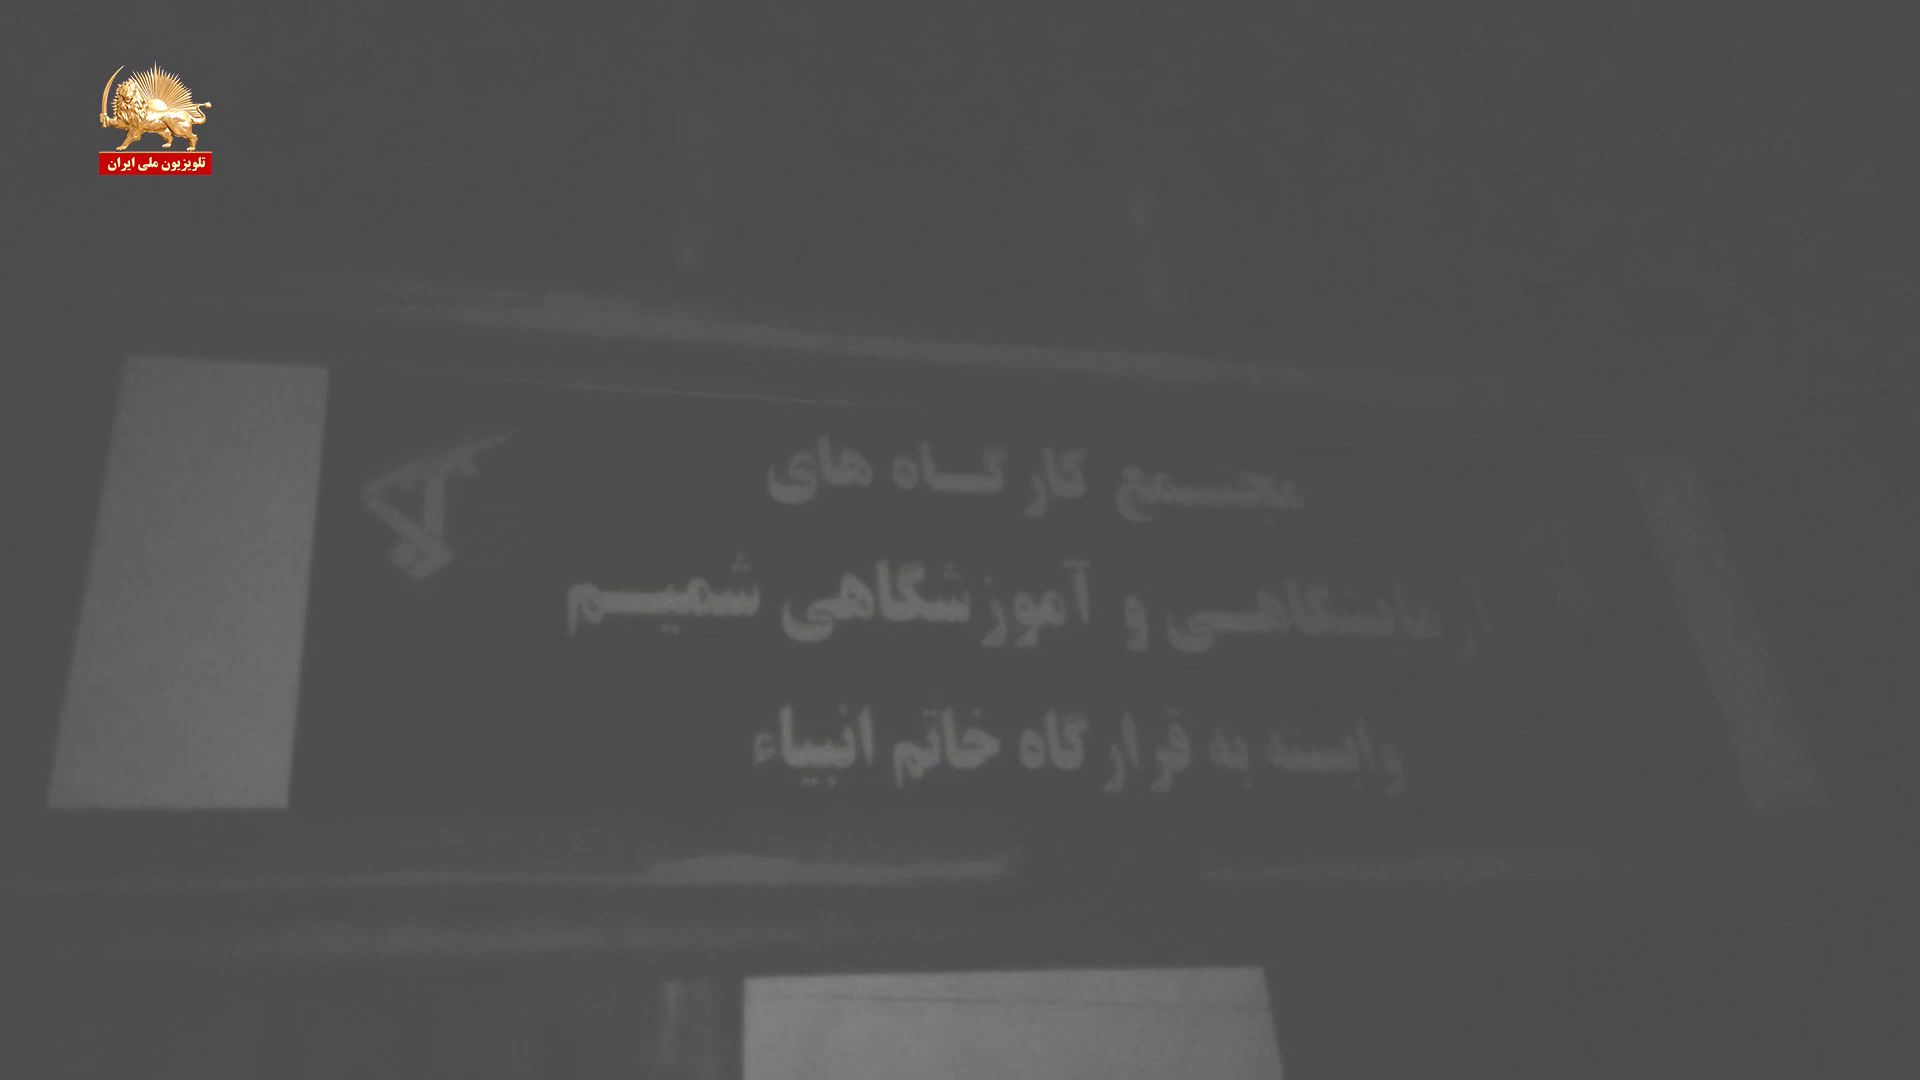 تلویزیون ملی ایران
مجتمع کارگاه های
آزمایشگاهی و آموزشگاهی شمیم
وابسته به قرارگاه خاتم انبیاء